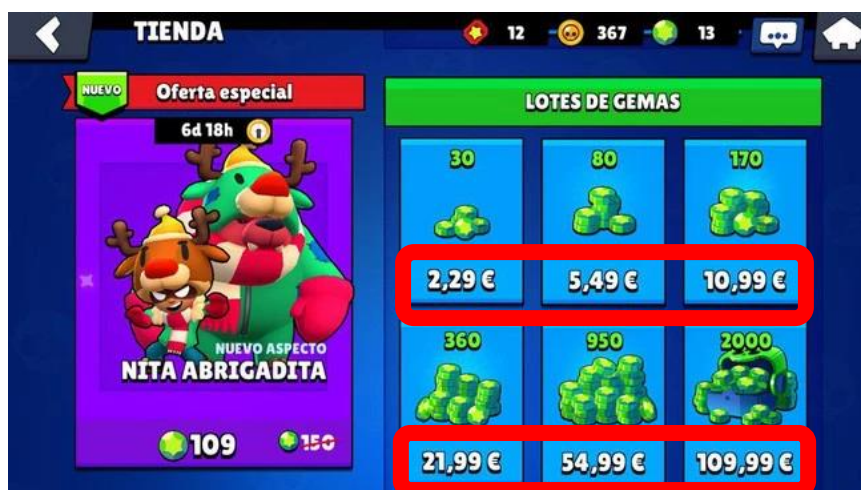 TIENDA
12
367
13
NUEVO
Oferta especial
6d 18h
NUEVO ASPECTO
NITA ABRIGADITA
109
150
LOTES DE GEMAS
30
80
170
2,29 €
5,49 €
10,99 €
360
950
2000
21,99 €
54,99 €
109,99 €